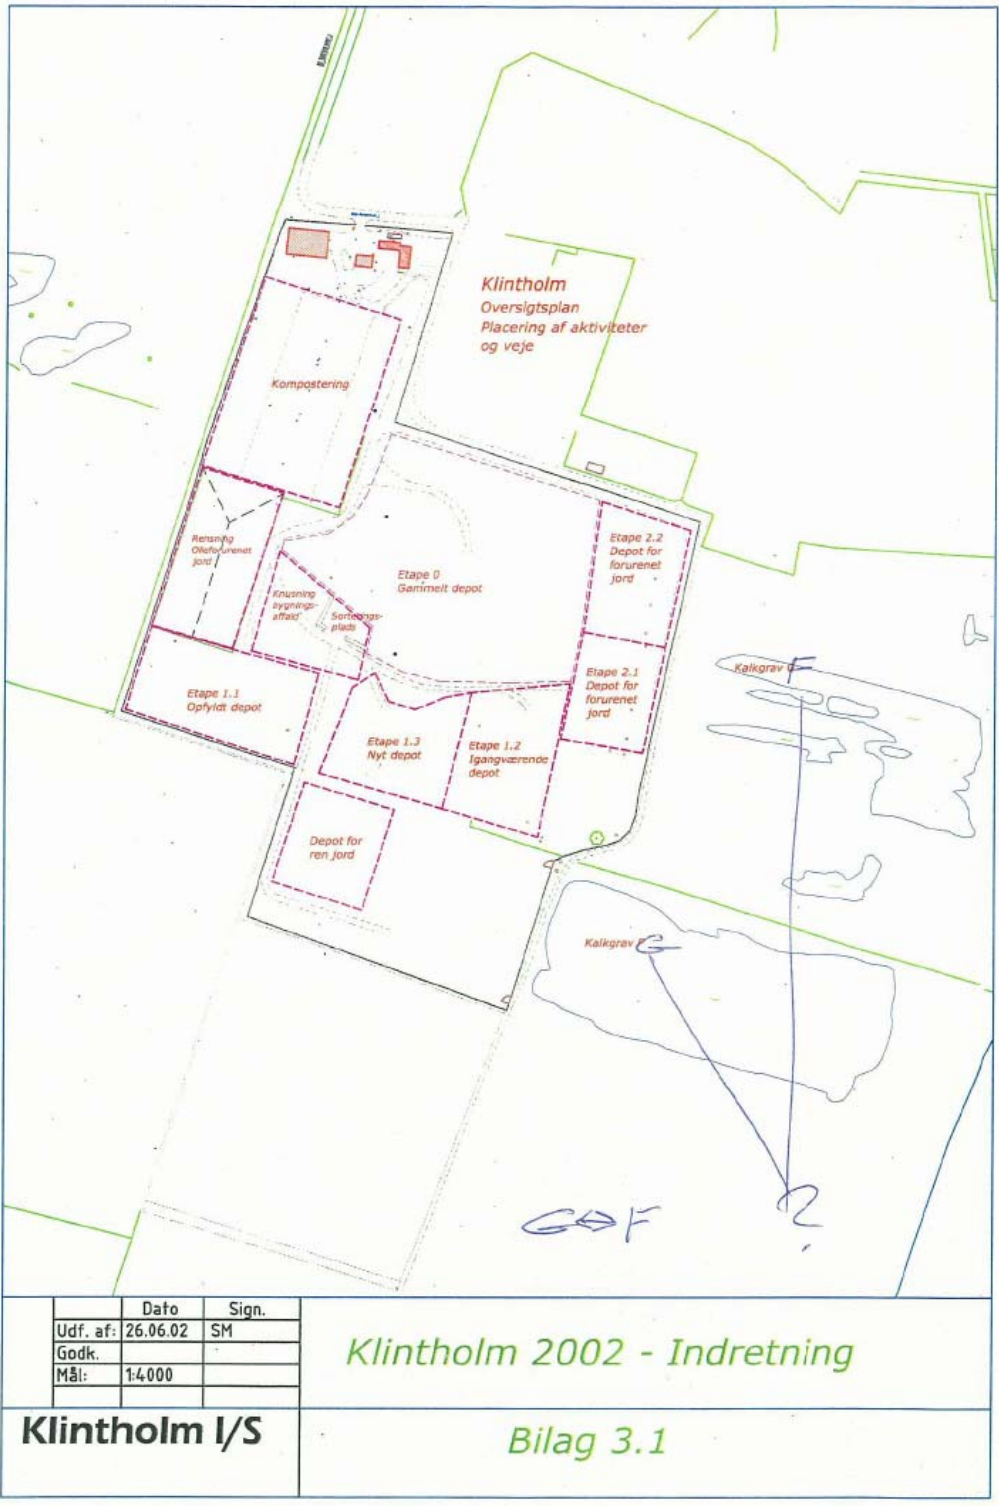 Klintholm
Oversigtsplan
Placering af aktiviteter
og veje
Kompostering
Rensning
Olieforurenet
jord
Knusning
bygnings-
affald
Sorterings-
plads
Etape 0
Gammelt depot
Etape 2.2
Depot for
forurenet
jord
Etape 2.1
Depot for
forurenet
jord
Etape 1.1
Opfyldt depot
Etape 1.3
Nyt depot
Etape 1.2
Igangværende
depot
Depot for
ren jord
Kalkgrav F
Kalkgrav G
G⇔F
?
Dato Sign.
Udf. af: 26.06.02 SM
Godk.
Mål: 1:4000
Klintholm I/S
Klintholm 2002 - Indretning
Bilag 3.1